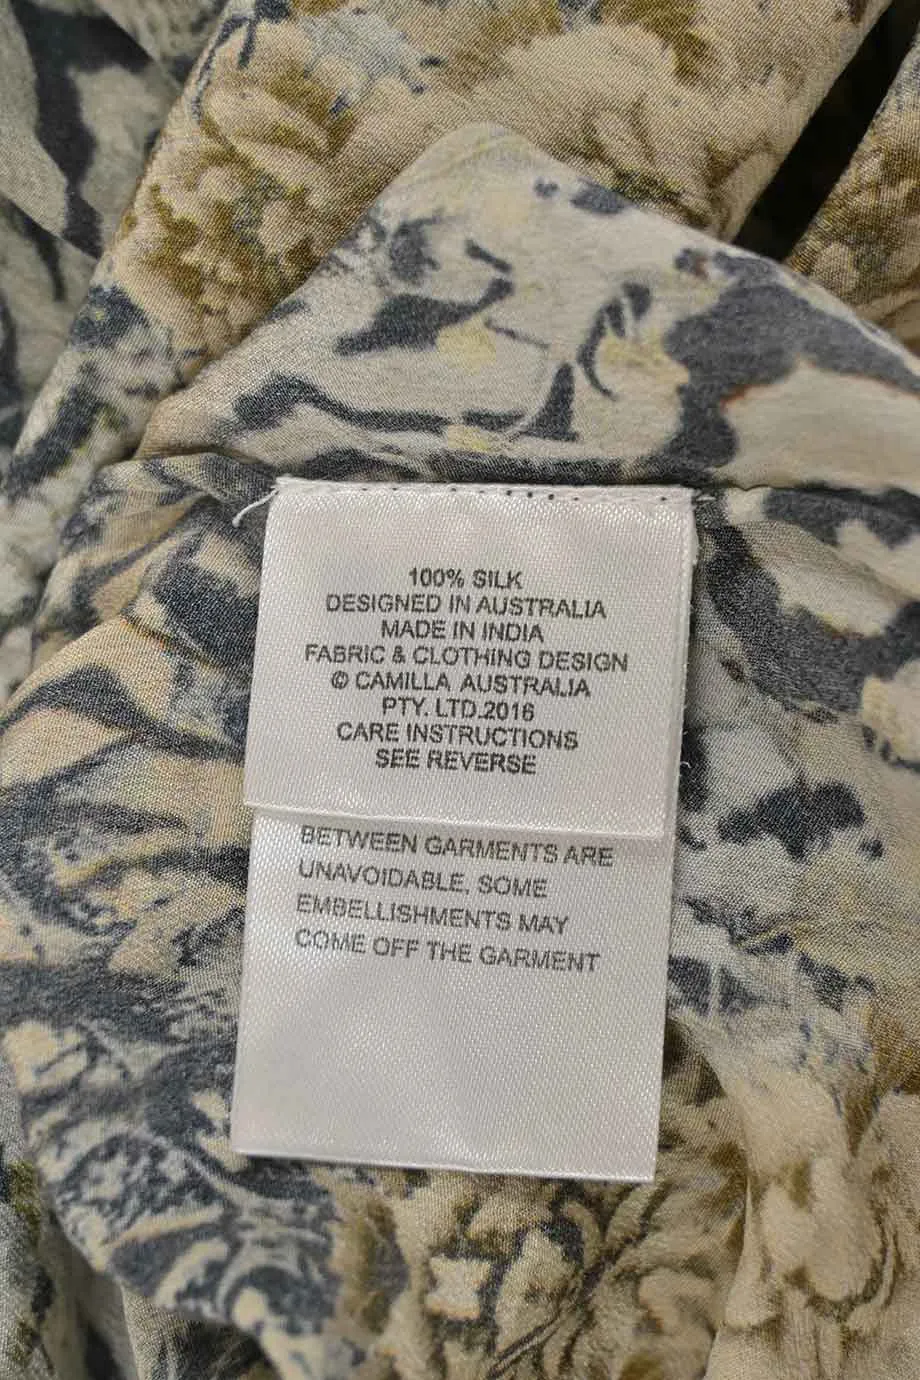 100% SILK
DESIGNED IN AUSTRALIA
MADE IN INDIA
FABRIC & CLOTHING DESIGN
© CAMILLA AUSTRALIA
PTY. LTD.2016
CARE INSTRUCTIONS
SEE REVERSE
BETWEEN GARMENTS ARE
UNAVOIDABLE, SOME
EMBELLISHMENTS MAY
COME OFF THE GARMENT